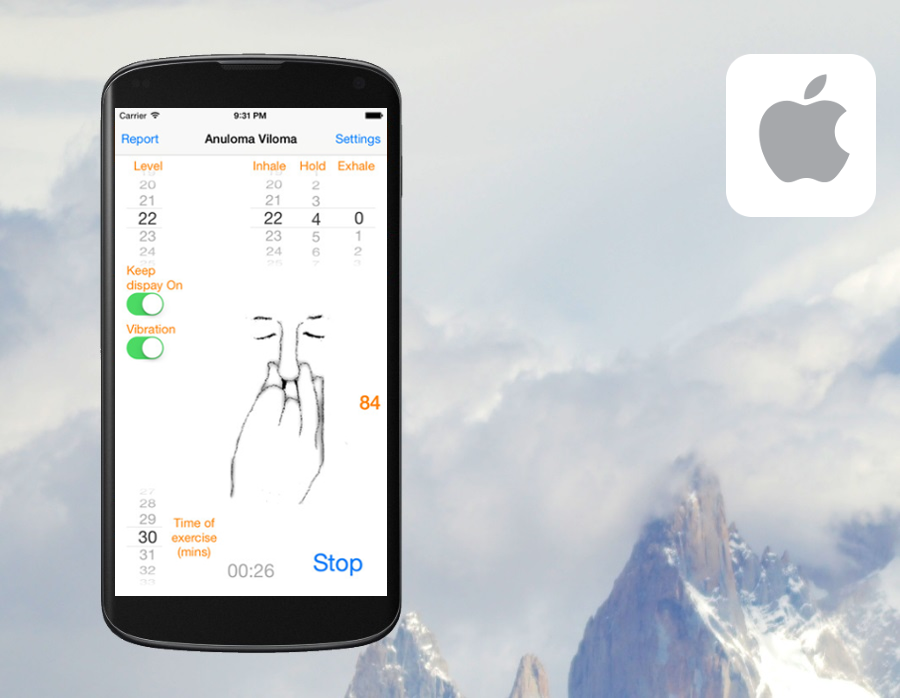 Carrier 9:31 PM
Report Anuloma Viloma Settings
Level Inhale Hold Exhale
20 20 2
21 21 3
22 22 4 0
23 23 5 1
24 24 6 2
Keep
dispay On
Vibration
84
28
29
30
31
32
Time of
exercise
(mins)
00:26
Stop